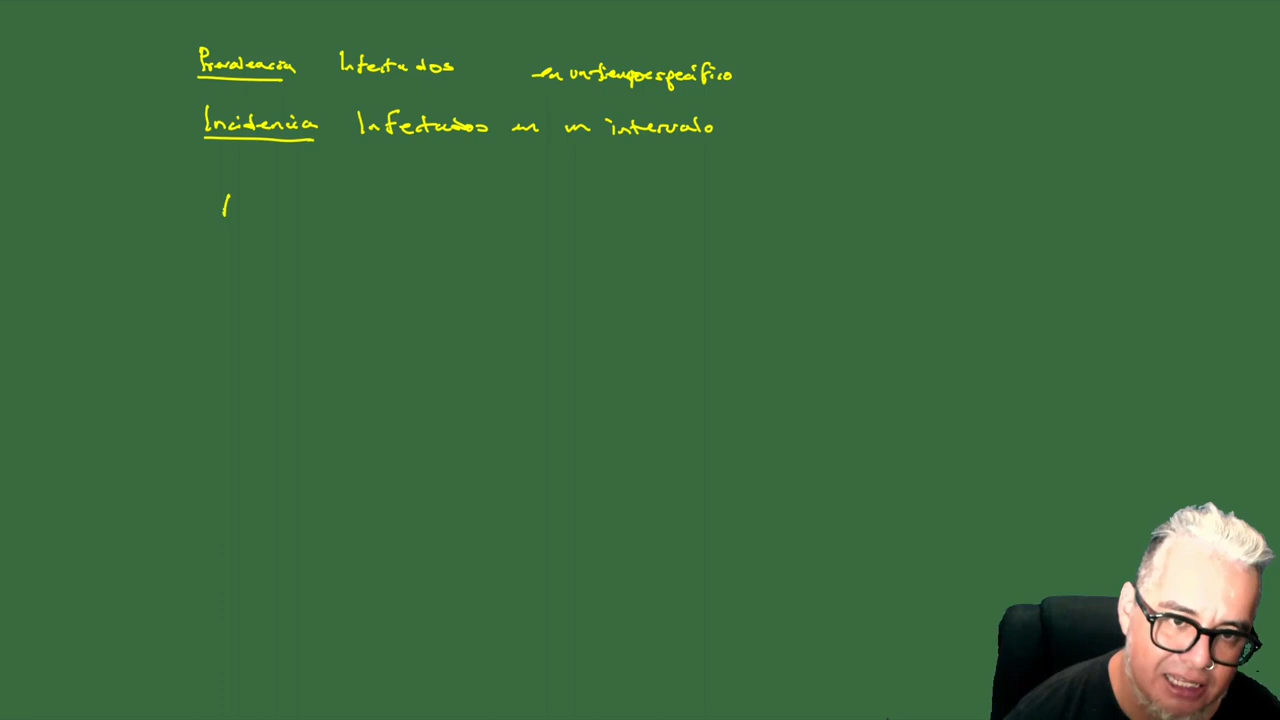 Prevalencia Infectados en un tiempo específico
Incidencia Infectados en un intervalo